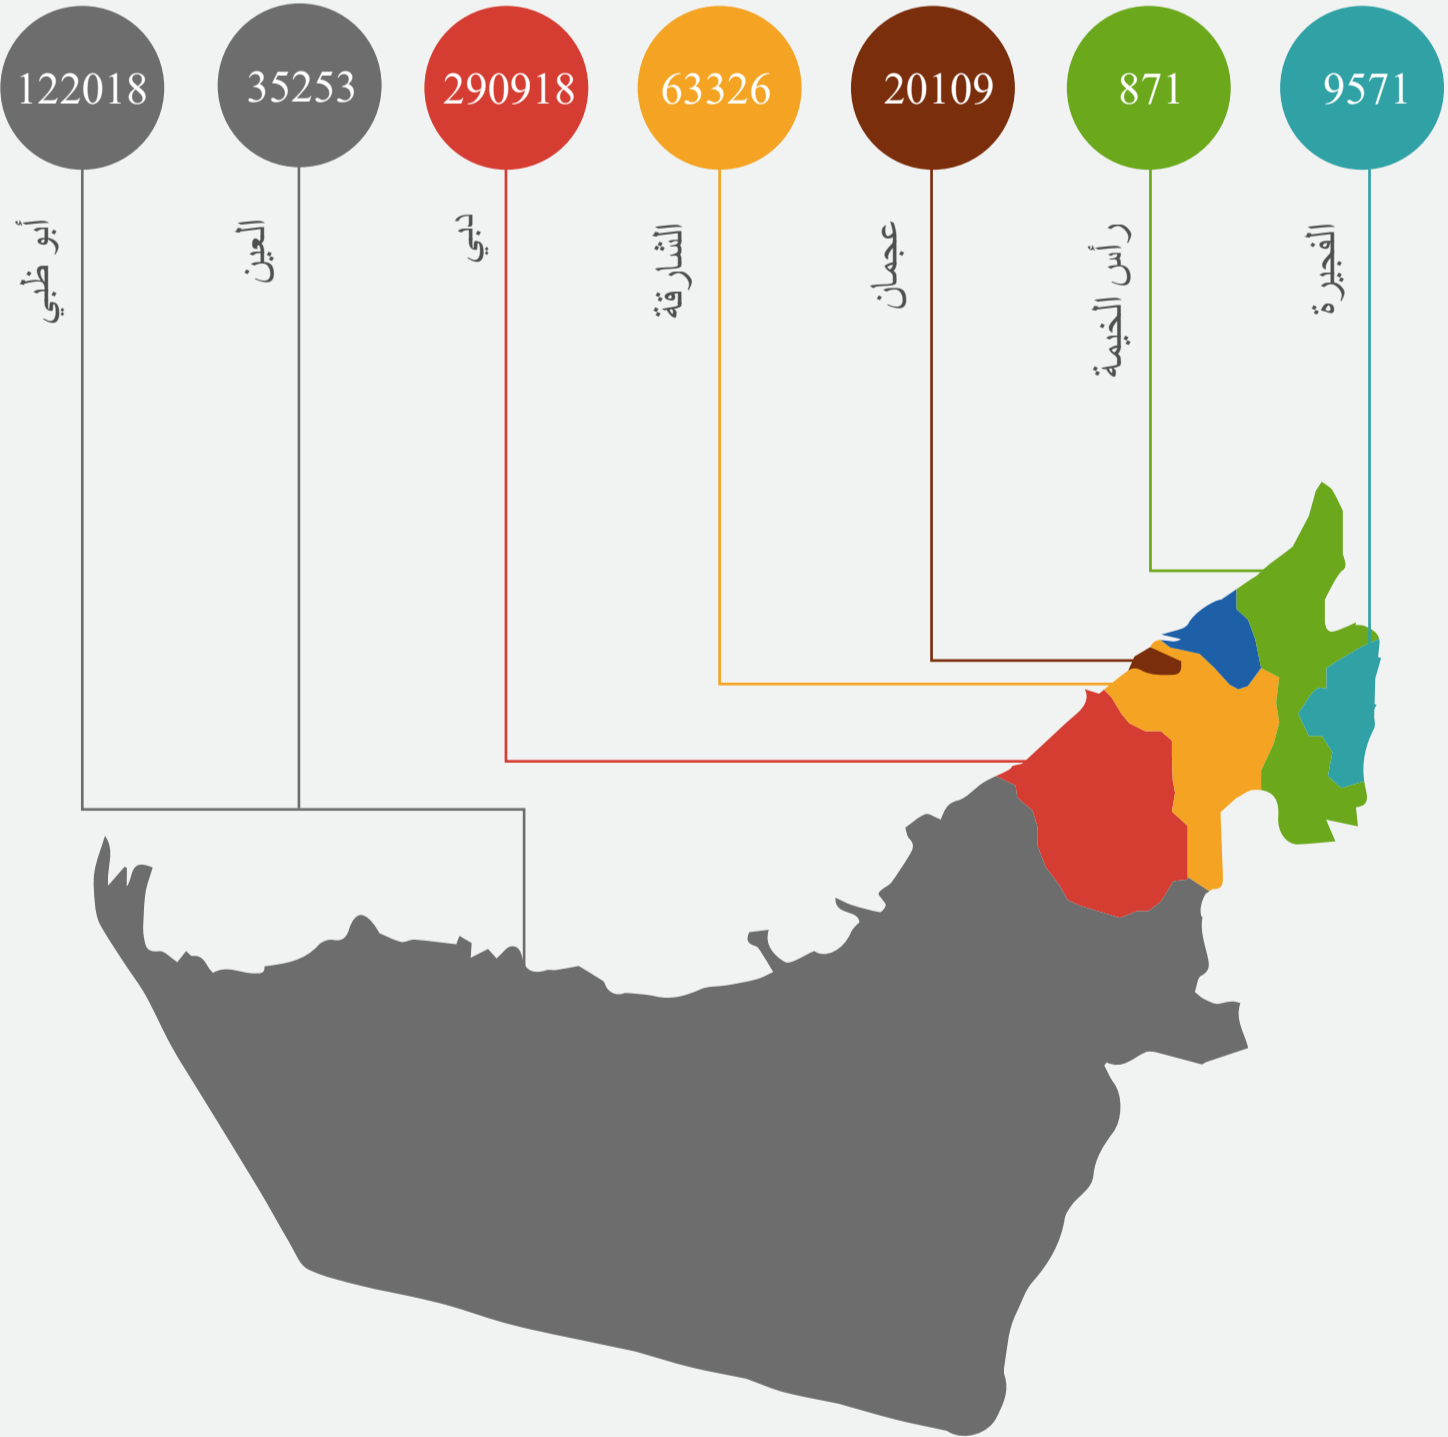 122018
35253
290918
63326
20109
871
9571
أبو ظبي
العين
دبي
الشارقة
عجمان
رأس الخيمة
الفجيرة